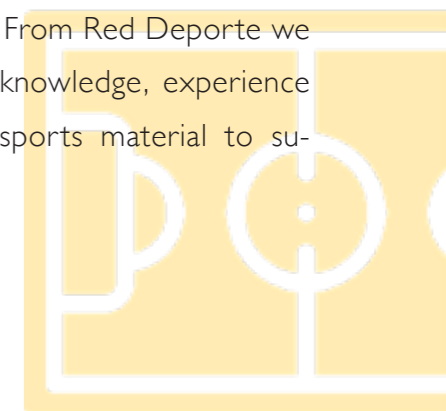 From Red Deporte we
knowledge, experience
sports material to su-